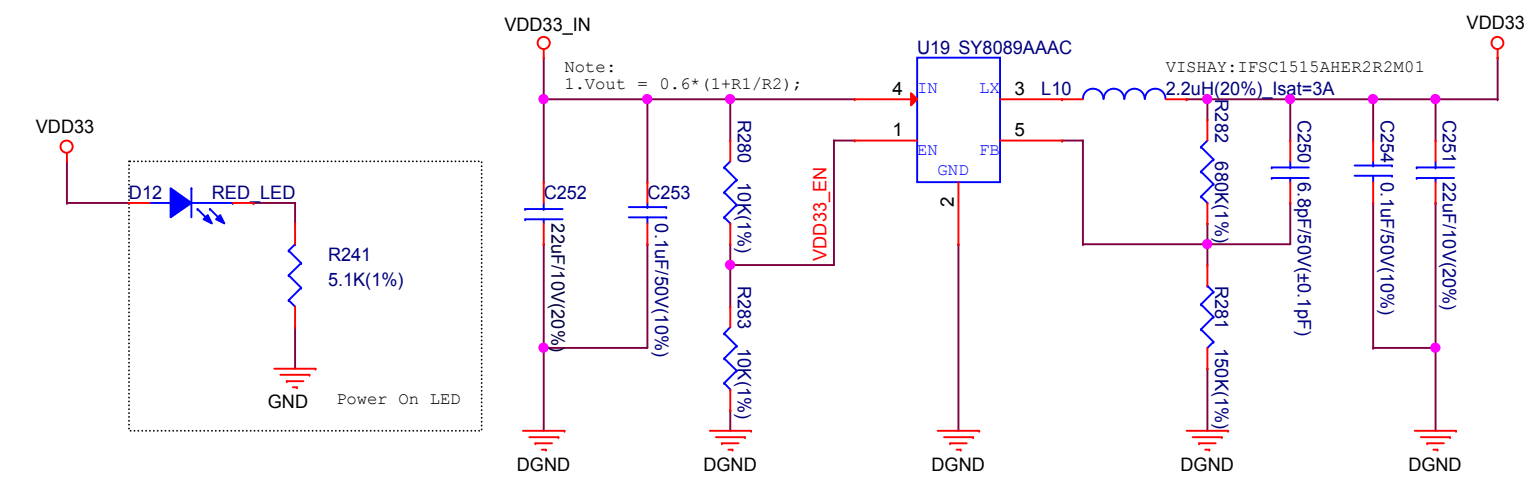 VDD33
D12
RED_LED
R241
5.1K(1%)
GND
Power On LED
VDD33_IN
Note:
1.Vout = 0.6*(1+R1/R2);
C252
22uF/10V(20%)
C253
0.1uF/50V(10%)
DGND
R280
10K(1%)
R283
10K(1%)
DGND
VDD33_EN
U19 SY8089AAAC
4
IN
LX
3
1
EN
FB
5
GND
2
DGND
L10
VISHAY:IFSC1515AHER2R2M01
2.2uH(20%)_Isat=3A
R282
680K(1%)
R281
150K(1%)
DGND
C250
6.8pF/50V(±0.1pF)
C254
0.1uF/50V(10%)
C251
22uF/10V(20%)
DGND
VDD33